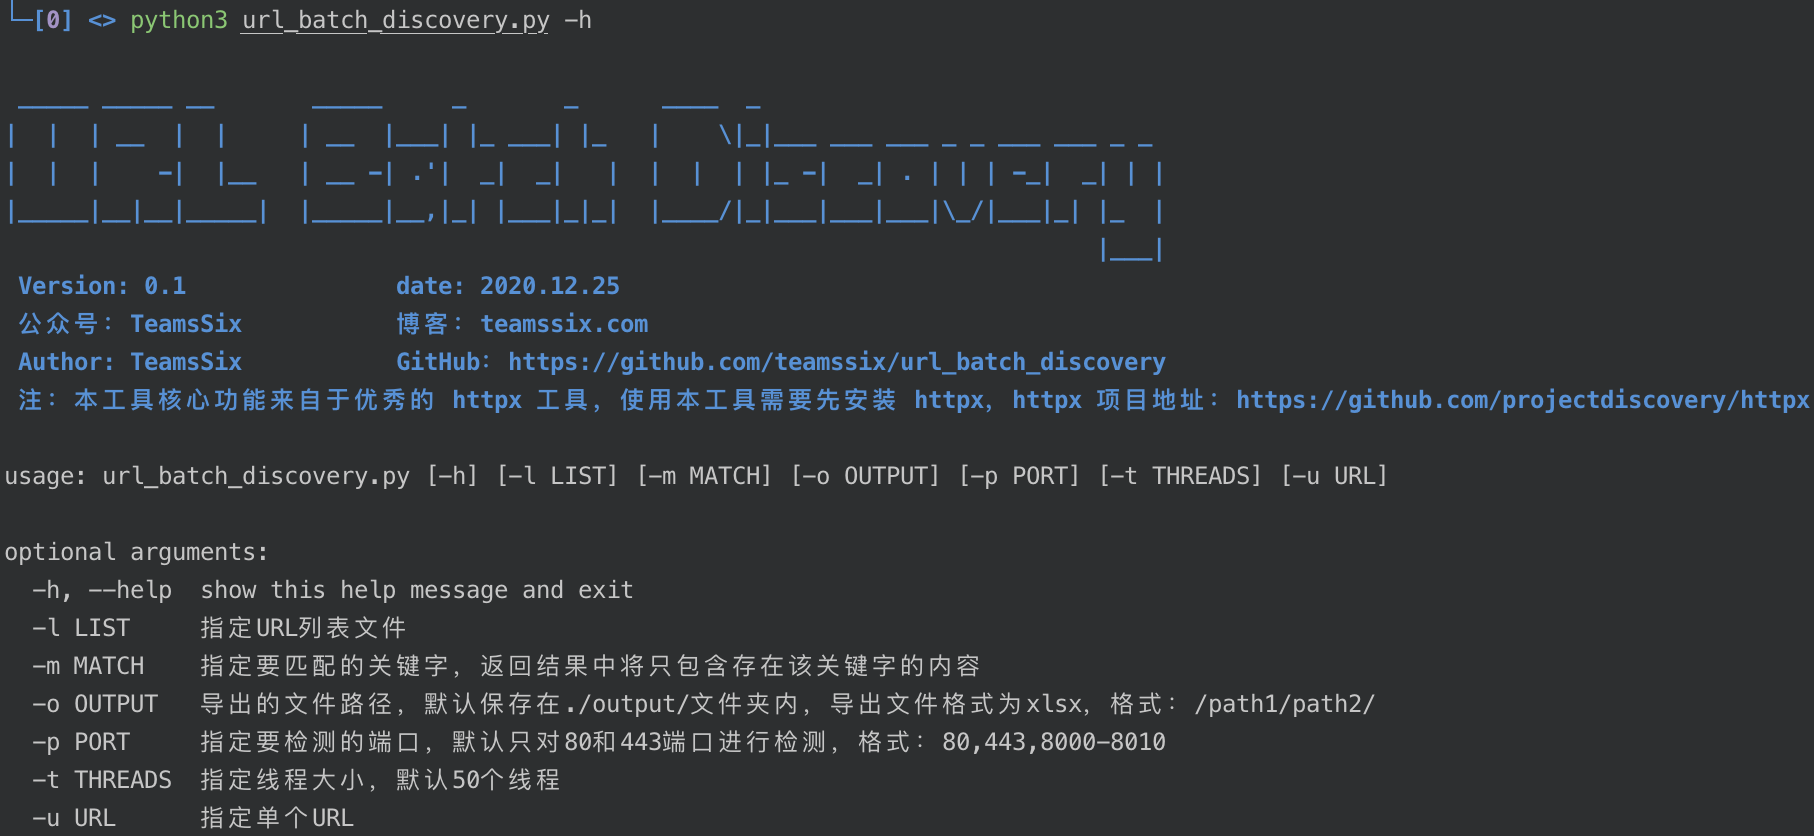 └─[0] <> python3 url_batch_discovery.py -h
URL Batch Discovery
Version: 0.1 date: 2020.12.25
公众号：TeamsSix 博客：teamssix.com
Author: TeamsSix GitHub：https://github.com/teamssix/url_batch_discovery
注：本工具核心功能来自于优秀的 httpx 工具，使用本工具需要先安装 httpx，httpx 项目地址：https://github.com/projectdiscovery/httpx
usage: url_batch_discovery.py [-h] [-l LIST] [-m MATCH] [-o OUTPUT] [-p PORT] [-t THREADS] [-u URL]
optional arguments:
-h, --help show this help message and exit
-l LIST 指定URL列表文件
-m MATCH 指定要匹配的关键字，返回结果中将只包含存在该关键字的内容
-o OUTPUT 导出的文件路径，默认保存在./output/文件夹内，导出文件格式为xlsx，格式：/path1/path2/
-p PORT 指定要检测的端口，默认只对80和443端口进行检测，格式：80,443,8000-8010
-t THREADS 指定线程大小，默认50个线程
-u URL 指定单个URL